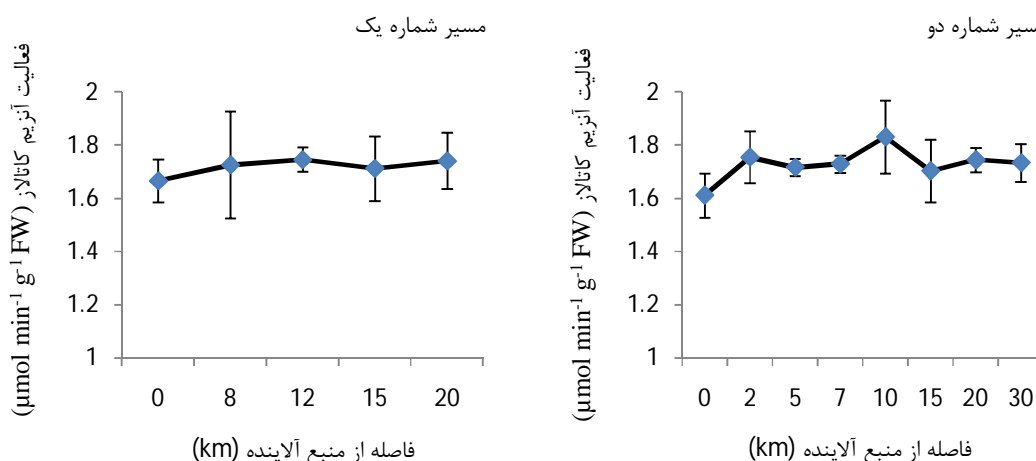 مسیر شماره یک
فعالیت آنزیم کاتالاز
(µmol min-1 g-1 FW)
2
1.8
1.6
1.4
1.2
1
0 8 12 15 20
فاصله از منبع آلاینده (km)
سیر شماره دو
فعالیت آنزیم کاتالاز
(µmol min-1 g-1 FW)
2
1.8
1.6
1.4
1.2
1
0 2 5 7 10 15 20 30
فاصله از منبع آلاینده (km)